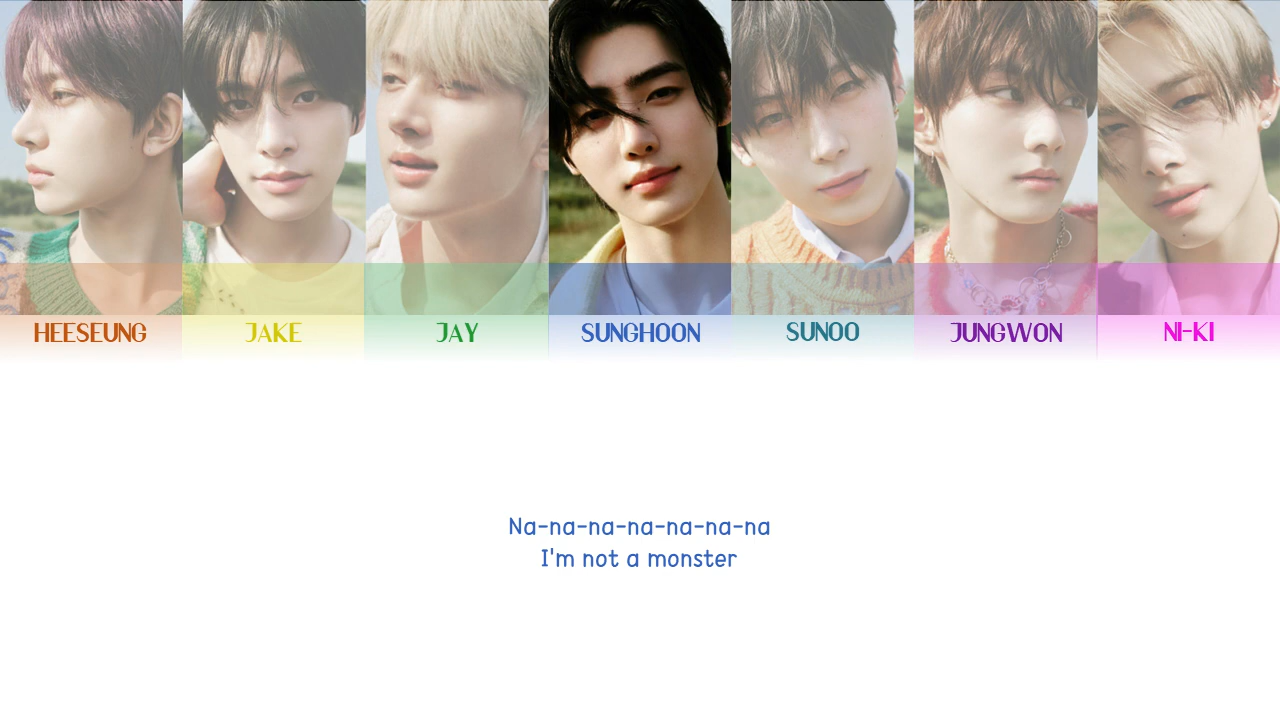 HEESEUNG
JAKE
JAY
SUNGHOON
SUNOO
JUNGWON
NI-KI
Na-na-na-na-na-na-na
I'm not a monster